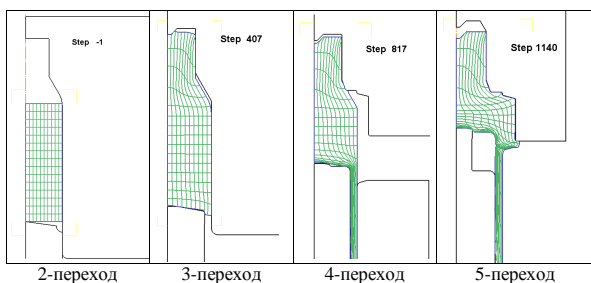 Step -1
Step 407
Step 817
Step 1140
2-переход
3-переход
4-переход
5-переход